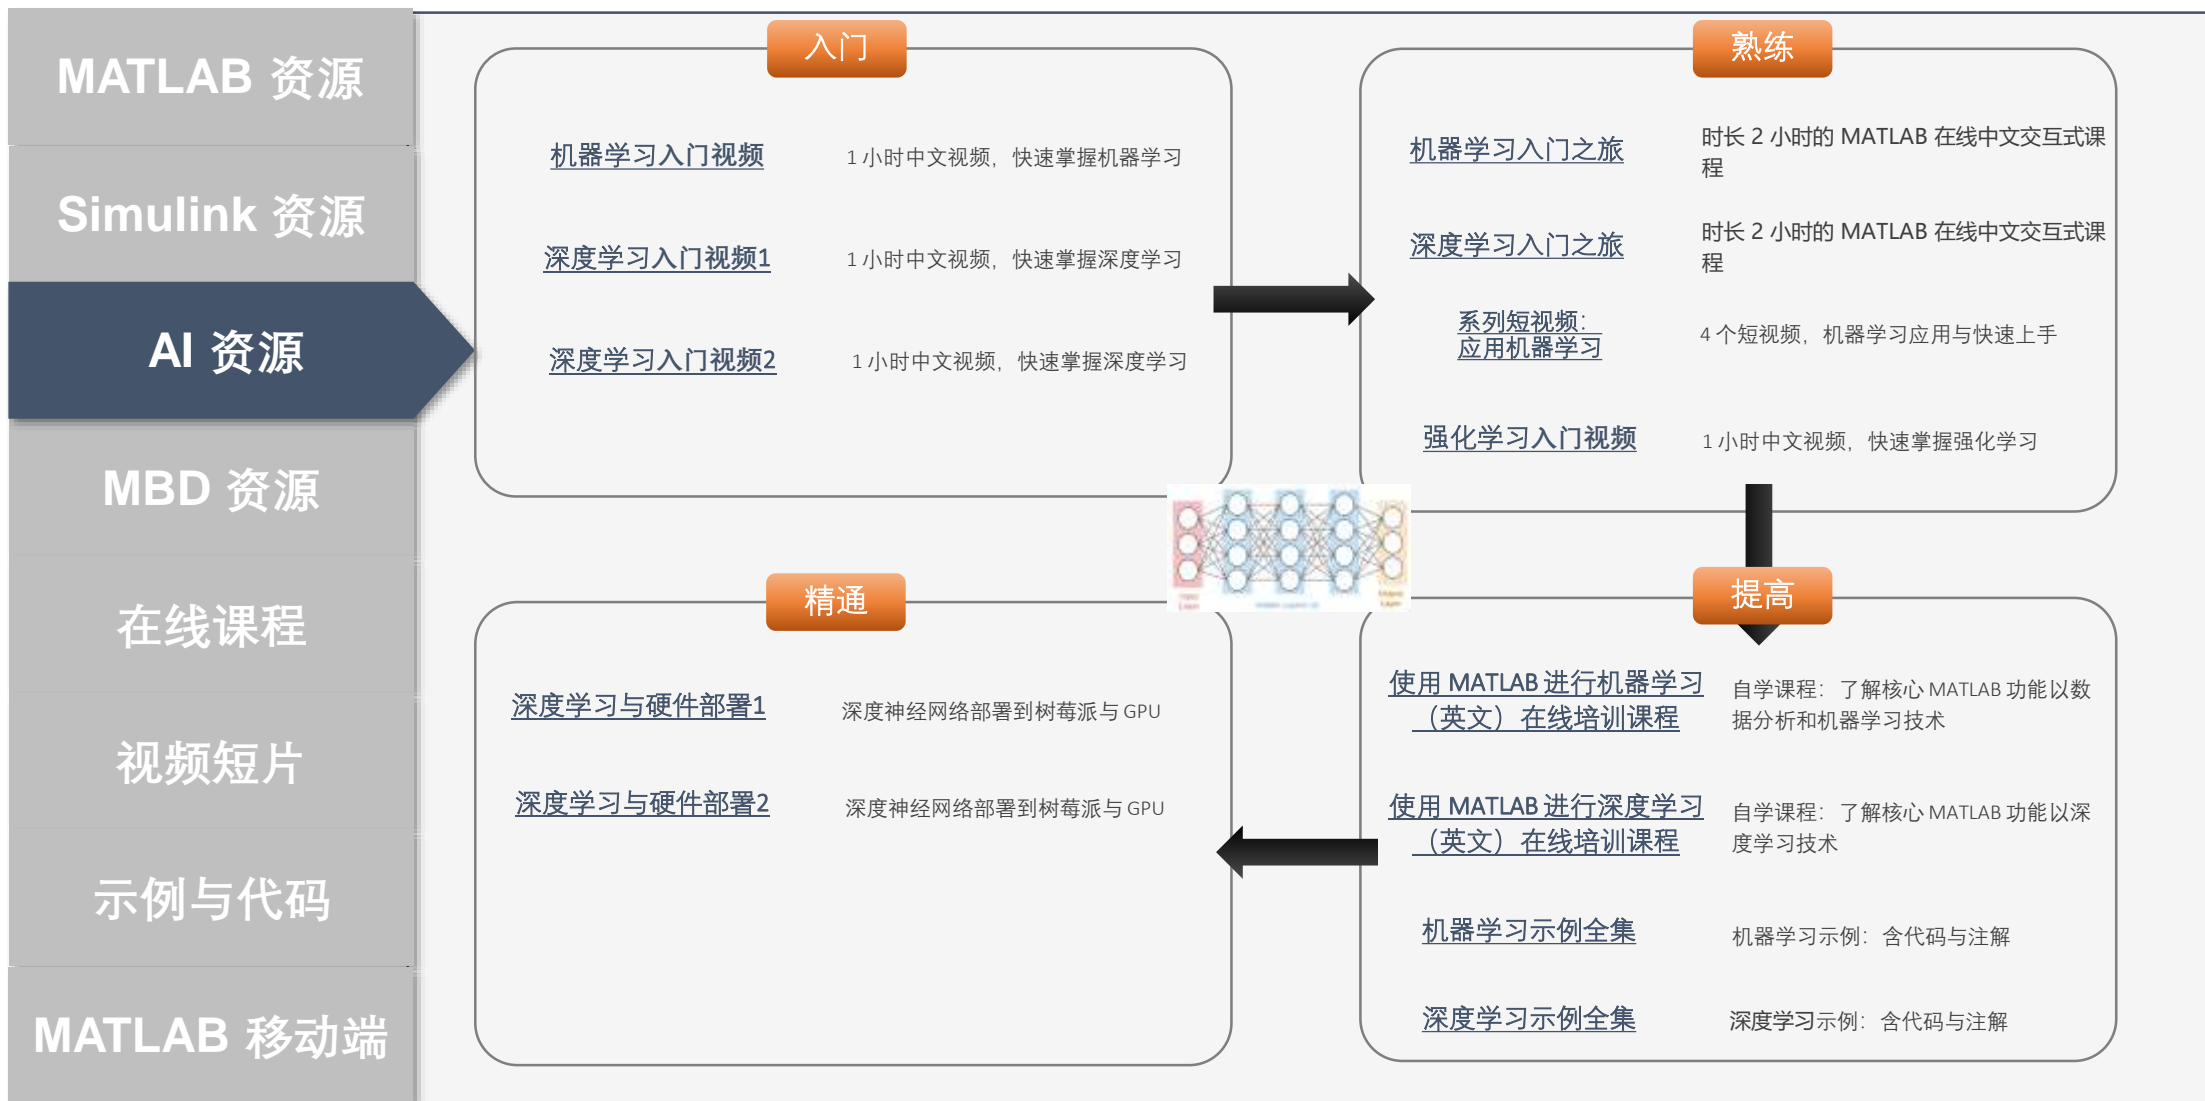 MATLAB 资源
Simulink 资源
AI 资源
MBD 资源
在线课程
视频短片
示例与代码
MATLAB 移动端
入门
机器学习入门视频
1 小时中文视频，快速掌握机器学习
深度学习入门视频1
1 小时中文视频，快速掌握深度学习
深度学习入门视频2
1 小时中文视频，快速掌握深度学习
熟练
机器学习入门之旅
时长 2 小时的 MATLAB 在线中文交互式课
程
深度学习入门之旅
时长 2 小时的 MATLAB 在线中文交互式课
程
系列短视频：
应用机器学习
4 个短视频，机器学习应用与快速上手
强化学习入门视频
1 小时中文视频，快速掌握强化学习
提高
使用 MATLAB 进行机器学习
（英文）在线培训课程
自学课程：了解核心 MATLAB 功能以数
据分析和机器学习技术
使用 MATLAB 进行深度学习
（英文）在线培训课程
自学课程：了解核心 MATLAB 功能以深
度学习技术
机器学习示例全集
机器学习示例：含代码与注解
深度学习示例全集
深度学习示例：含代码与注解
精通
深度学习与硬件部署1
深度神经网络部署到树莓派与 GPU
深度学习与硬件部署2
深度神经网络部署到树莓派与 GPU